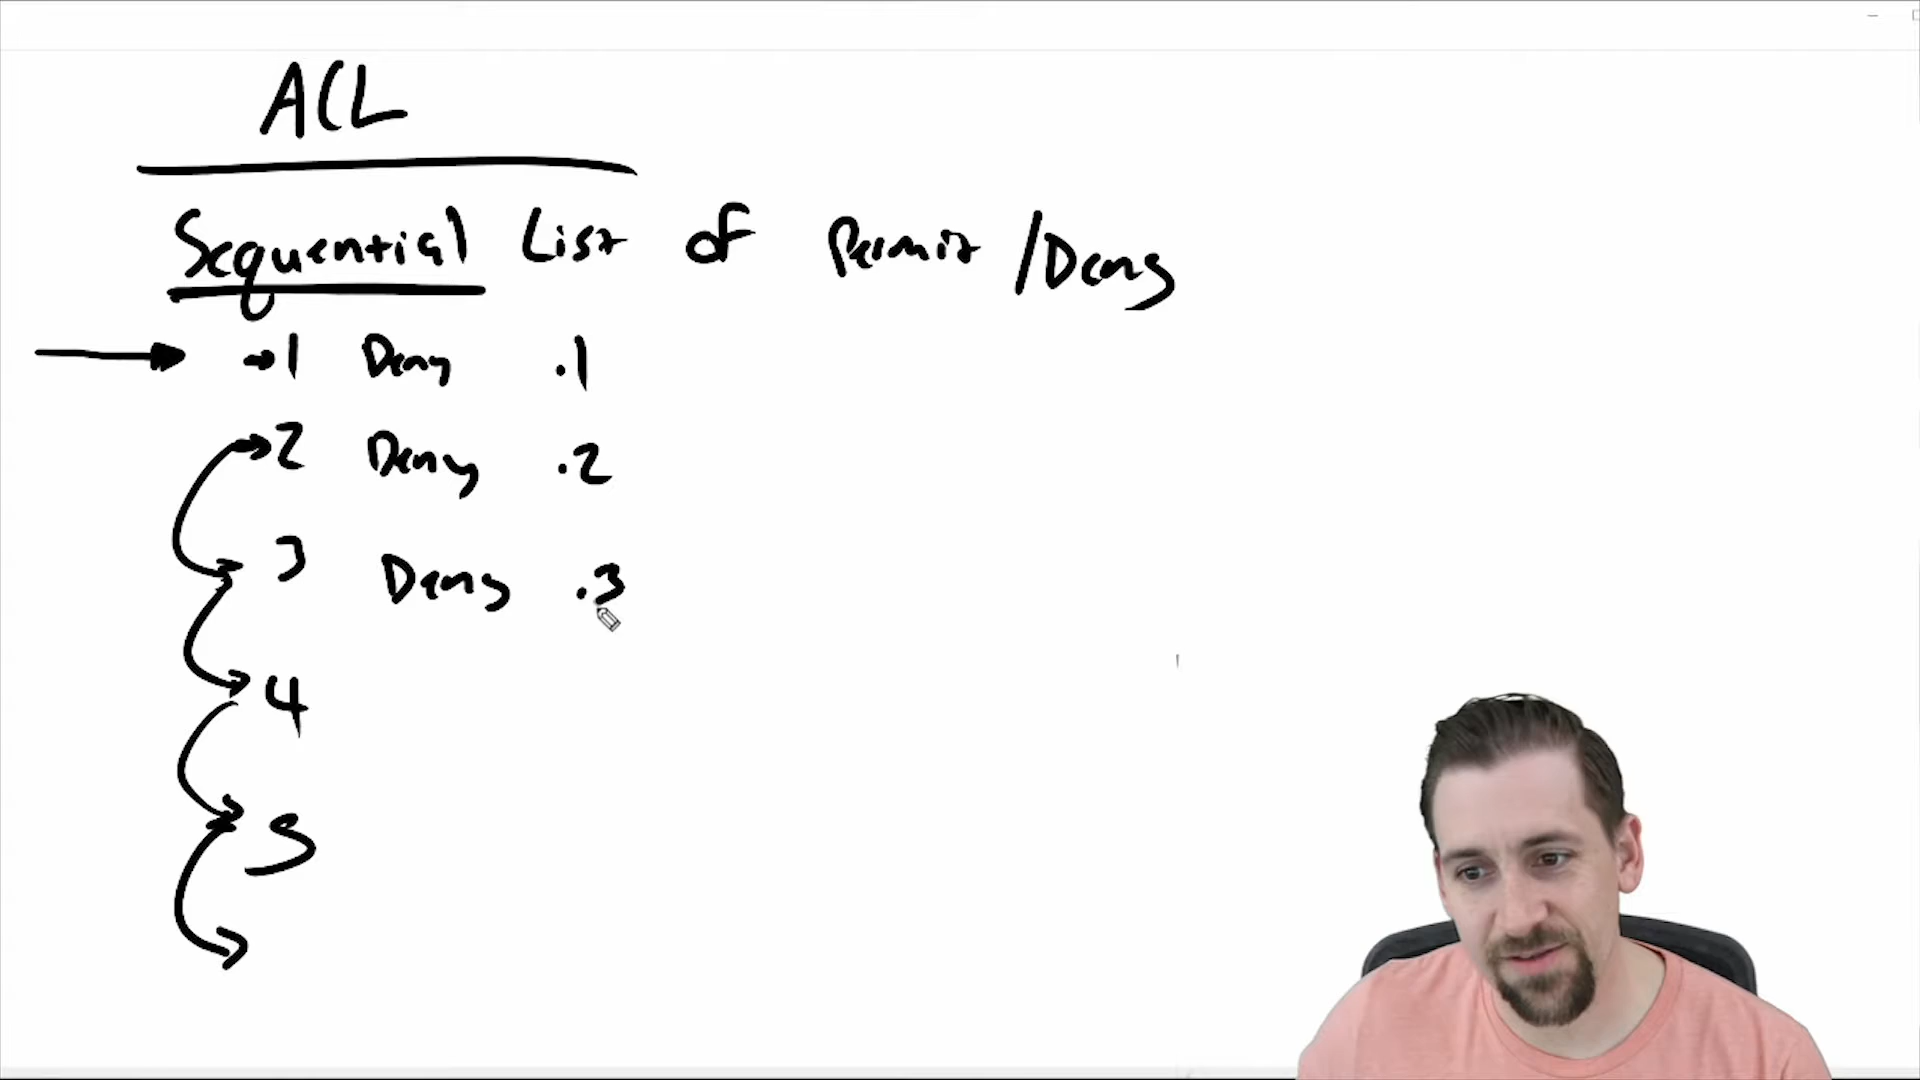 ACL
Sequential List of Permit /Deny
1 Deny .1
2 Deny .2
3 Deny .3
4
5